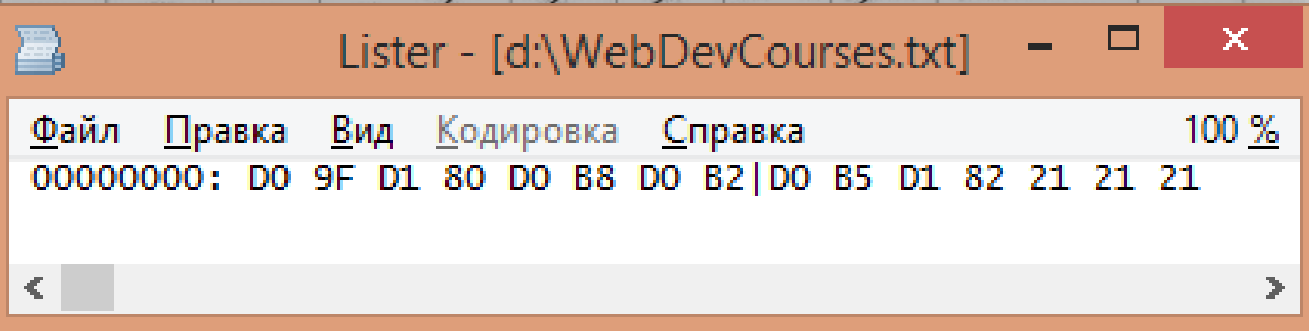 Lister - [d:\WebDevCourses.txt]
Файл Правка Вид Кодировка Справка 100 %
00000000: D0 9F D1 80 D0 B8 D0 B2|D0 B5 D1 82 21 21 21